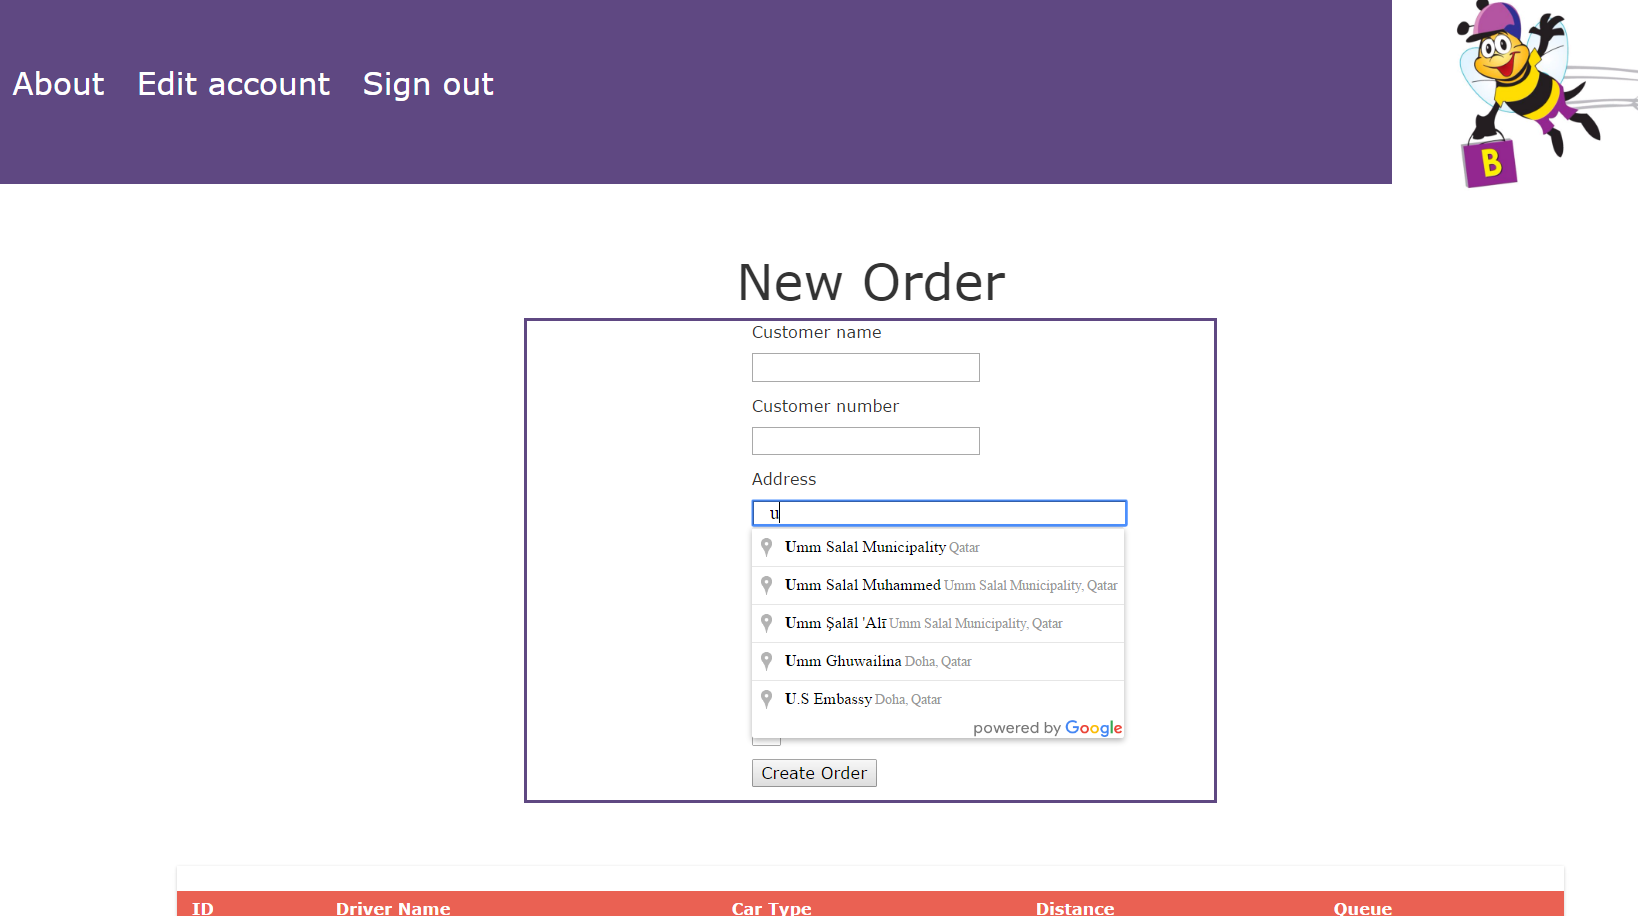 About Edit account Sign out
B
New Order
Customer name
Customer number
Address
u
Umm Salal Municipality Qatar
Umm Salal Muhammed Umm Salal Municipality, Qatar
Umm Şalāl 'Alī Umm Salal Municipality, Qatar
Umm Ghuwailina Doha, Qatar
U.S Embassy Doha, Qatar
powered by Google
Create Order
ID Driver Name Car Type Distance Queue